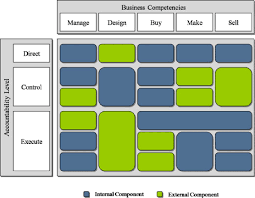 Business Competencies
Manage Design Buy Make Sell
Accountability Level
Direct
Control
Execute
Internal Component External Component